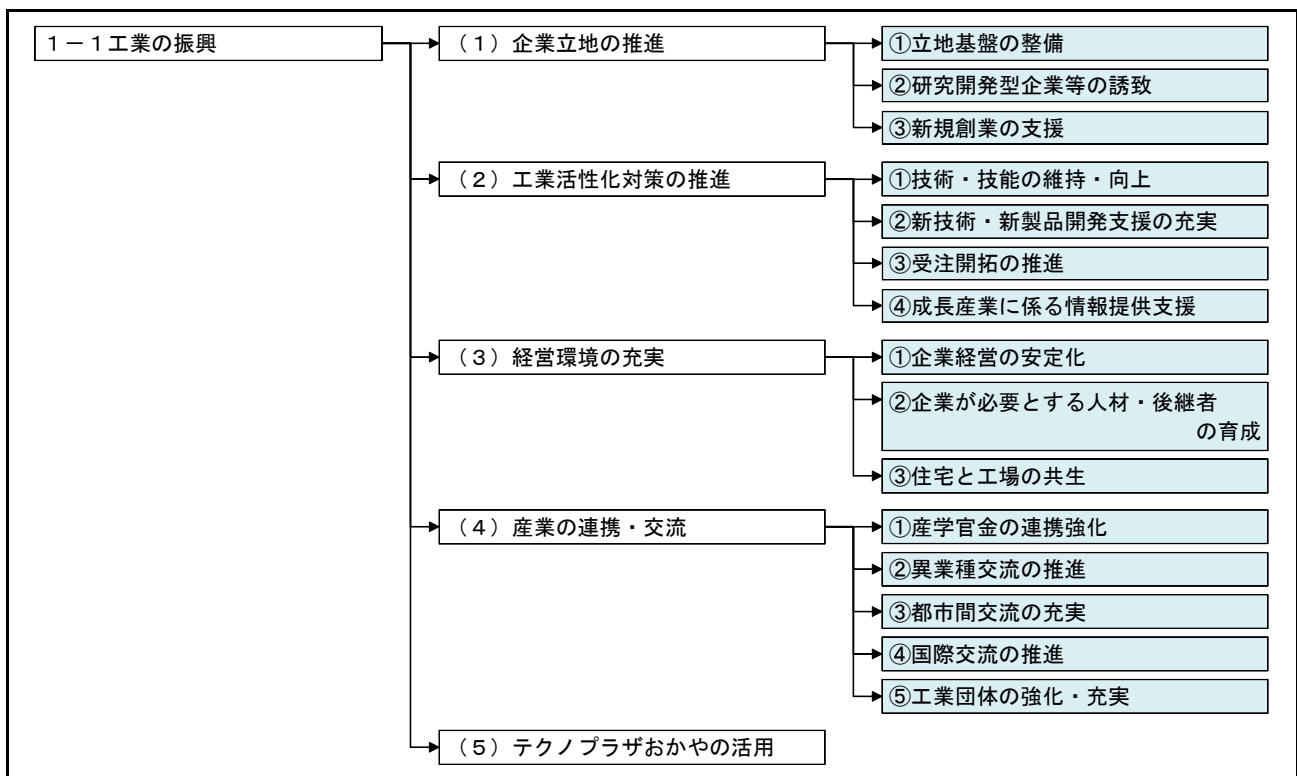 １－１工業の振興
（１）企業立地の推進
①立地基盤の整備
②研究開発型企業等の誘致
③新規創業の支援
（２）工業活性化対策の推進
①技術・技能の維持・向上
②新技術・新製品開発支援の充実
③受注開拓の推進
④成長産業に係る情報提供支援
（３）経営環境の充実
①企業経営の安定化
②企業が必要とする人材・後継者
の育成
③住宅と工場の共生
（４）産業の連携・交流
①産学官金の連携強化
②異業種交流の推進
③都市間交流の充実
④国際交流の推進
⑤工業団体の強化・充実
（５）テクノプラザおかやの活用